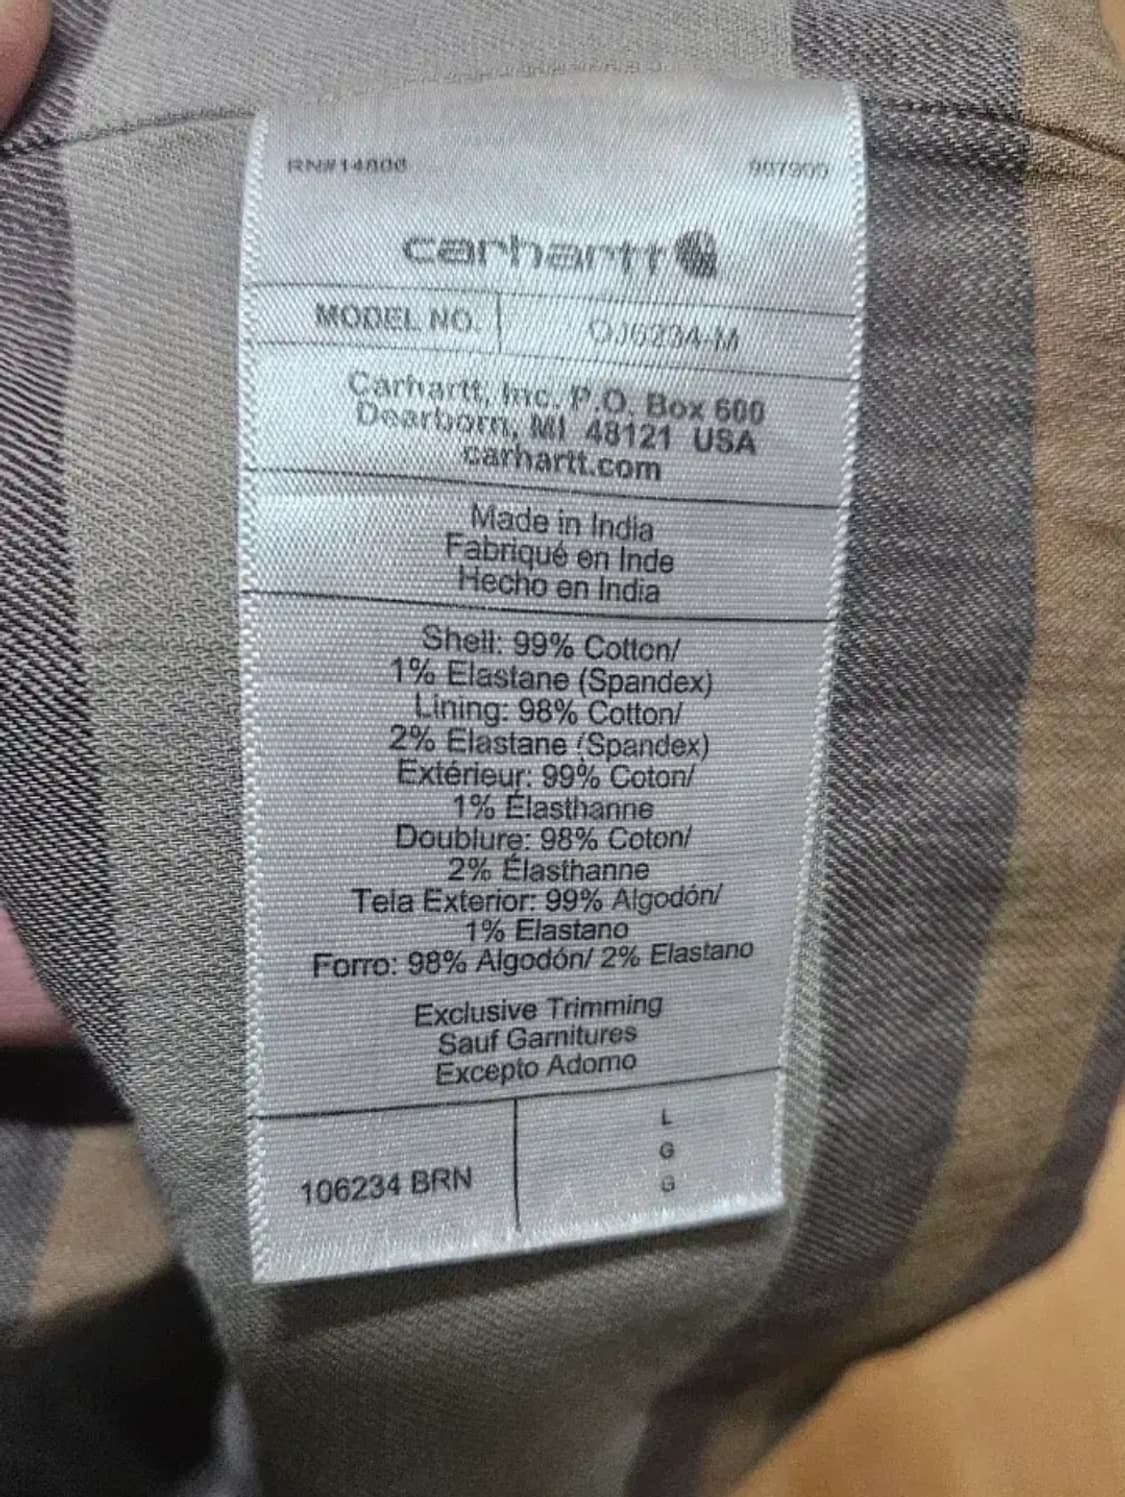 RN#14806
907900
carhartt
MODEL NO.
OJ6234-M
Carhartt, Inc. P.O. Box 600
Dearborn, MI 48121 USA
carhartt.com
Made in India
Fabriqué en Inde
Hecho en India
Shell: 99% Cotton/
1% Elastane (Spandex)
Lining: 98% Cotton/
2% Elastane (Spandex)
Extérieur: 99% Coton/
1% Élasthanne
Doublure: 98% Coton/
2% Élasthanne
Tela Exterior: 99% Algodón/
1% Elastano
Forro: 98% Algodón/ 2% Elastano
Exclusive Trimming
Sauf Garnitures
Excepto Adorno
106234 BRN
L
G
G